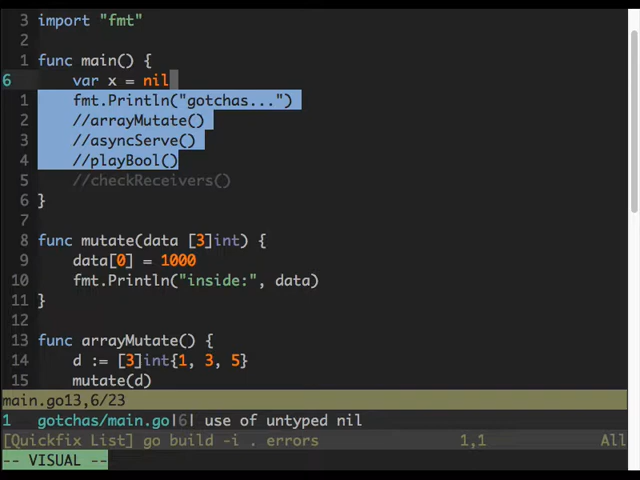 3 import "fmt"
2
1 func main() {
6 var x = nil
1 fmt.Println("gotchas...")
2 //arrayMutate()
3 //asyncServe()
4 //playBool()
5 //checkReceivers()
6 }
7
8 func mutate(data [3]int) {
9 data[0] = 1000
10 fmt.Println("inside:", data)
11 }
12
13 func arrayMutate() {
14 d := [3]int{1, 3, 5}
15 mutate(d)
main.go13,6/23
1 gotchas/main.go|6| use of untyped nil
[Quickfix List] go build -i . errors 1,1 All
-- VISUAL --